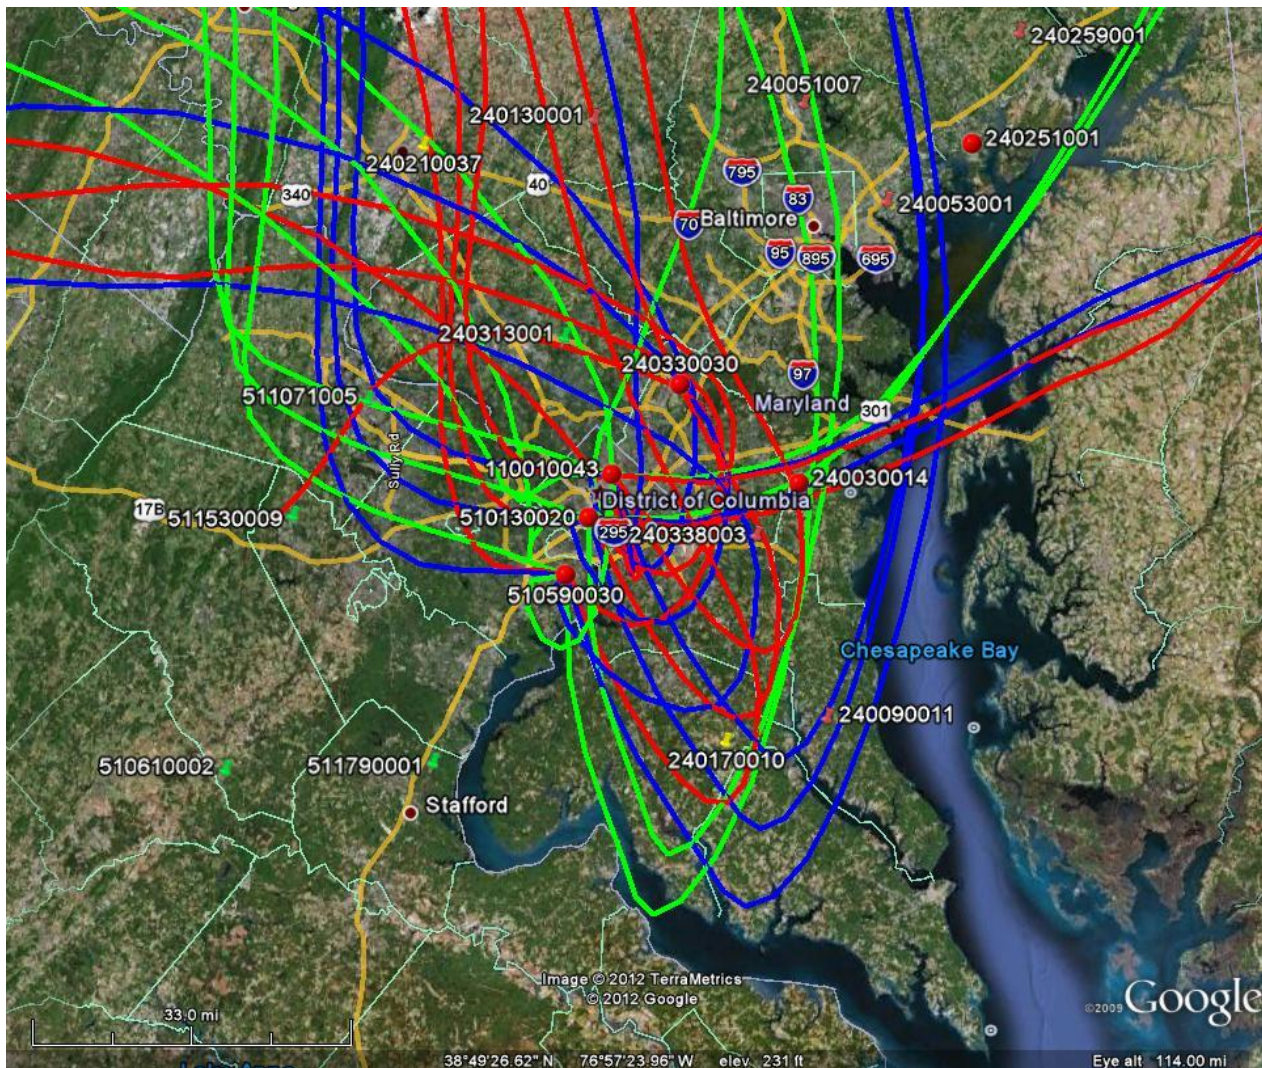 240259001
240051007
240130001
240251001
240210037
795
40
83
340
240053001
70
Baltimore
95
895
695
240313001
240330030
97
Maryland
511071005
301
Sully Rd
110010043
240030014
District of Columbia
17B
511530009
510130020
295
240338003
510590030
Chesapeake Bay
240090011
240170010
510610002
511790001
Stafford
Image © 2012 TerraMetrics
© 2012 Google
©2009 Google
33.0 mi
38°49'26.62" N 76°57'23.96" W elev 231 ft
Eye alt 114.00 mi